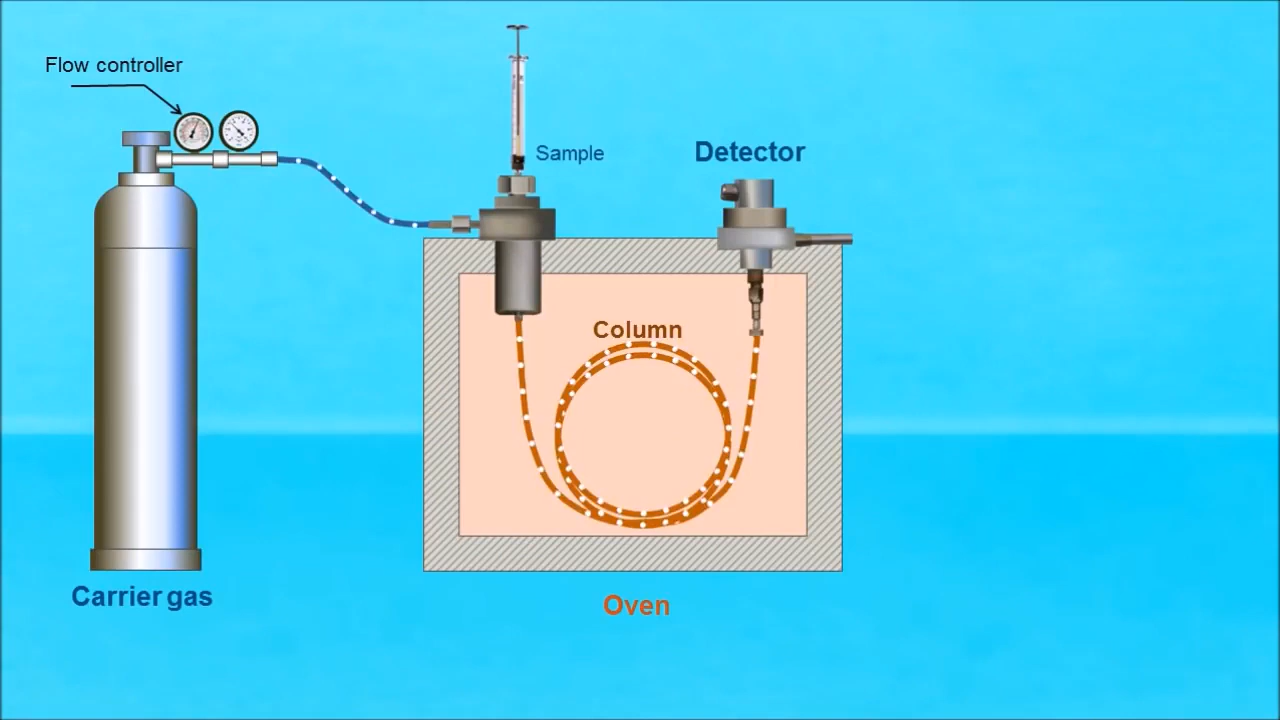 Flow controller
Sample
Detector
Column
Carrier gas
Oven